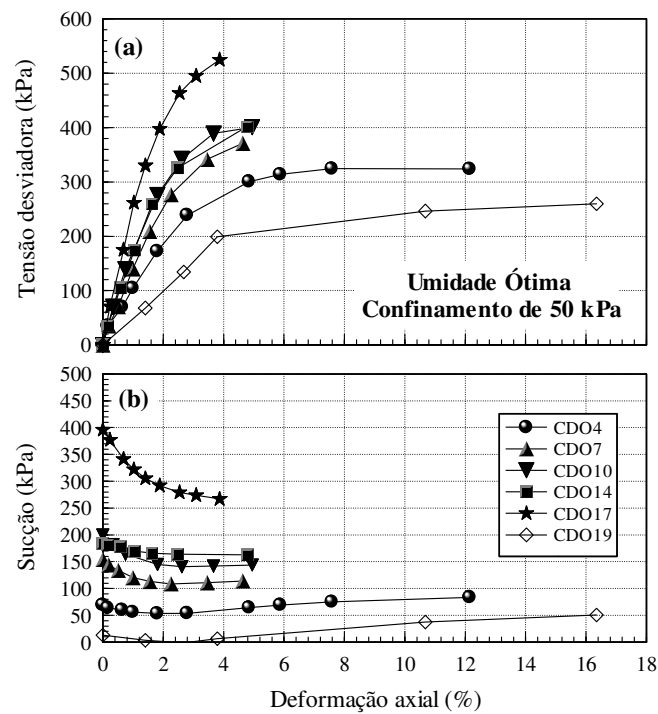 600
500
400
300
200
100
0
Tensão desviadora (kPa)
(a)
Umidade Ótima
Confinamento de 50 kPa
500
450
400
350
300
250
200
150
100
50
0
Sucção (kPa)
(b)
CDO4
CDO7
CDO10
CDO14
CDO17
CDO19
0 2 4 6 8 10 12 14 16 18
Deformação axial (%)